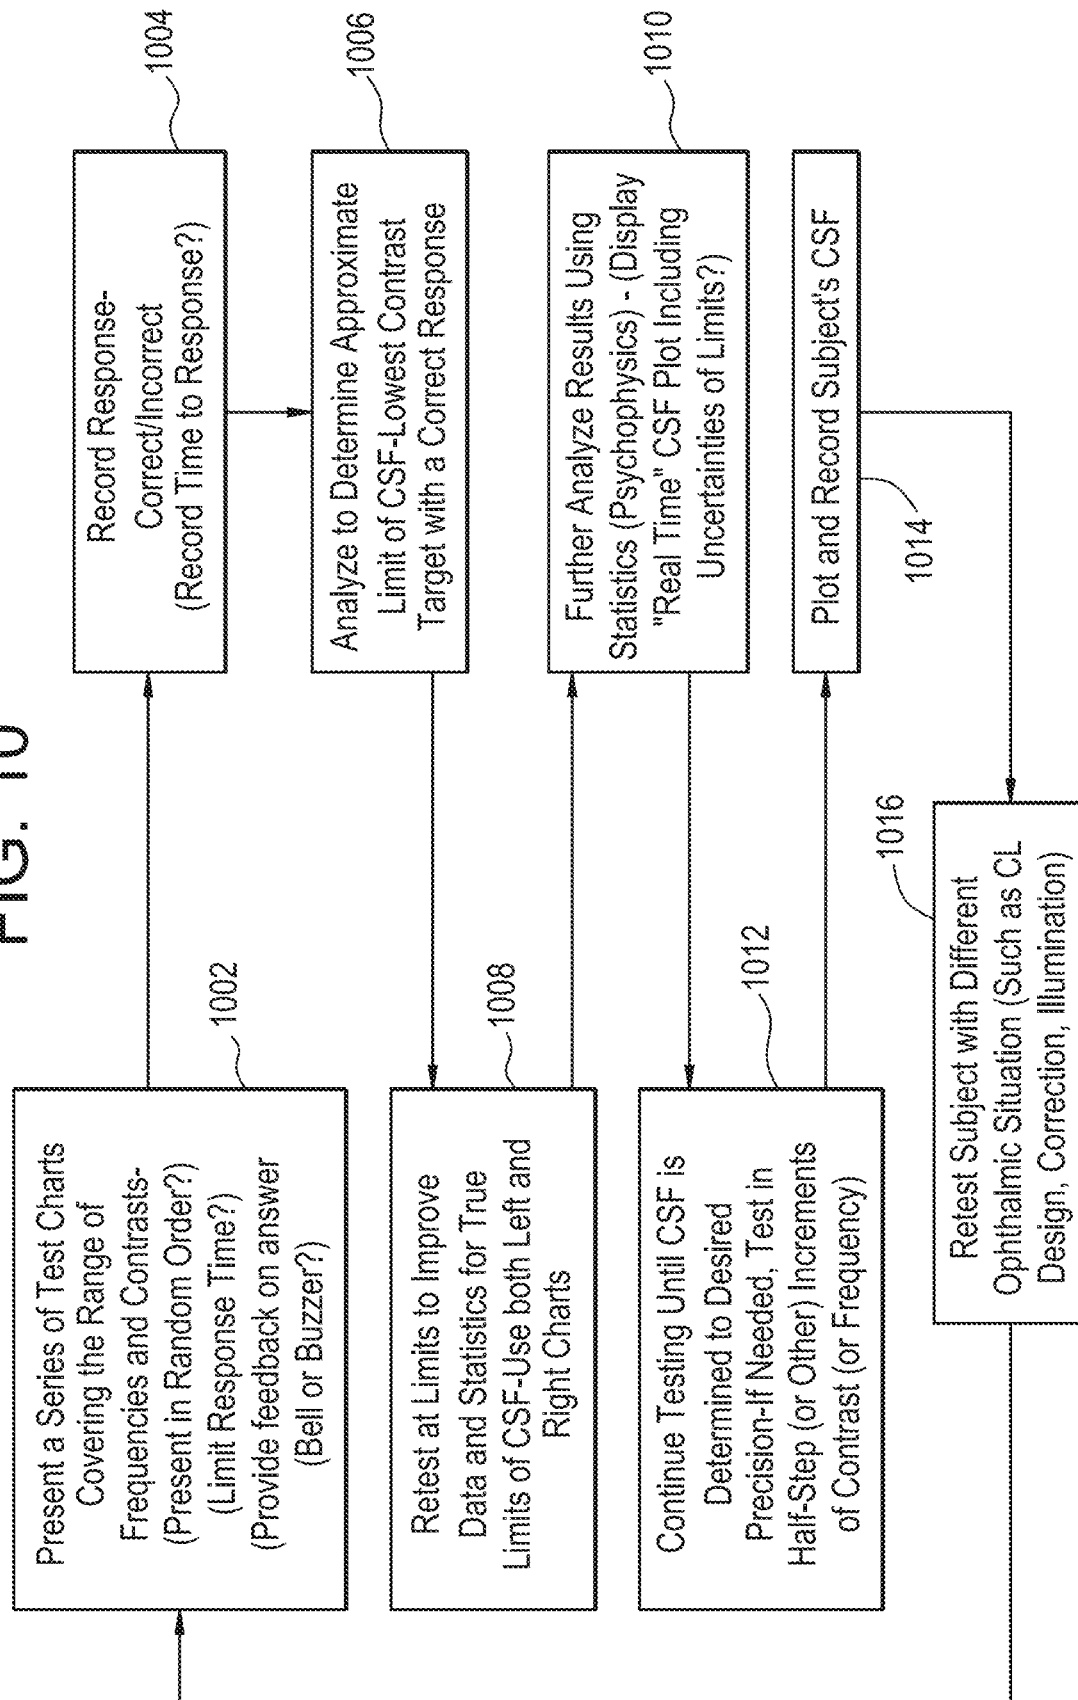 FIG. 10
Present a Series of Test Charts
Covering the Range of
Frequencies and Contrasts-
(Present in Random Order?)
(Limit Response Time?)
(Provide feedback on answer
(Bell or Buzzer?)
1002
Record Response-
Correct/Incorrect
(Record Time to Response?)
1004
Analyze to Determine Approximate
Limit of CSF-Lowest Contrast
Target with a Correct Response
1006
Retest at Limits to Improve
Data and Statistics for True
Limits of CSF-Use both Left and
Right Charts
1008
Further Analyze Results Using
Statistics (Psychophysics) - (Display
"Real Time" CSF Plot Including
Uncertainties of Limits?)
1010
Continue Testing Until CSF is
Determined to Desired
Precision-If Needed, Test in
Half-Step (or Other) Increments
of Contrast (or Frequency)
1012
Plot and Record Subject's CSF
1014
Retest Subject with Different
Ophthalmic Situation (Such as CL
Design, Correction, Illumination)
1016